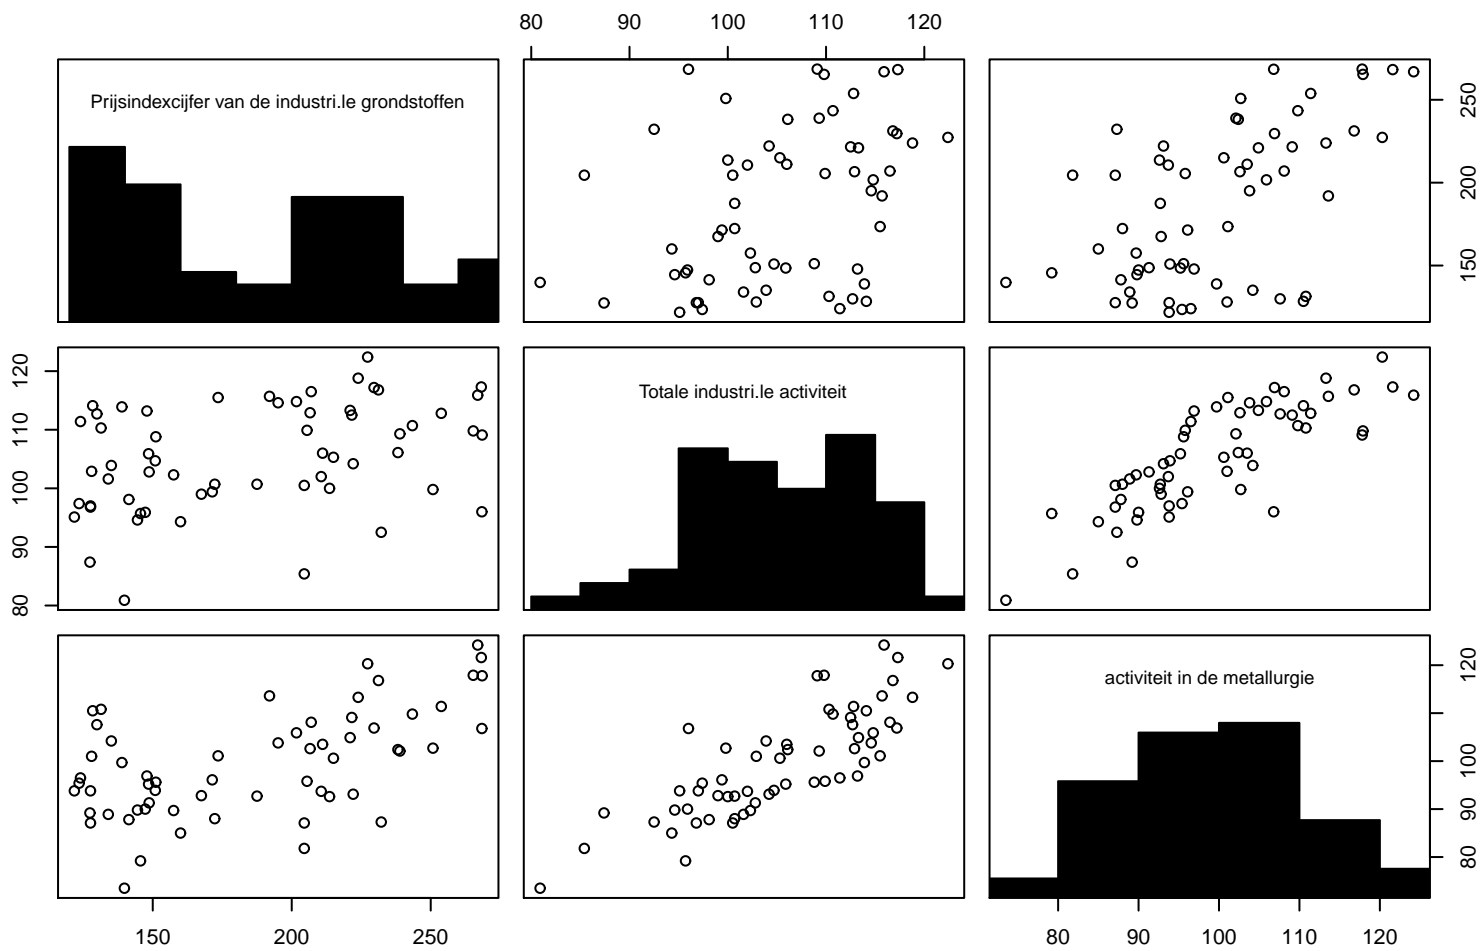 80 90 100 110 120
Prijsindexcijfer van de industri.le grondstoffen
150 200 250
80 90 100 110 120
Totale industri.le activiteit
activiteit in de metallurgie
80 90 100 120
150 200 250
80 90 100 110 120